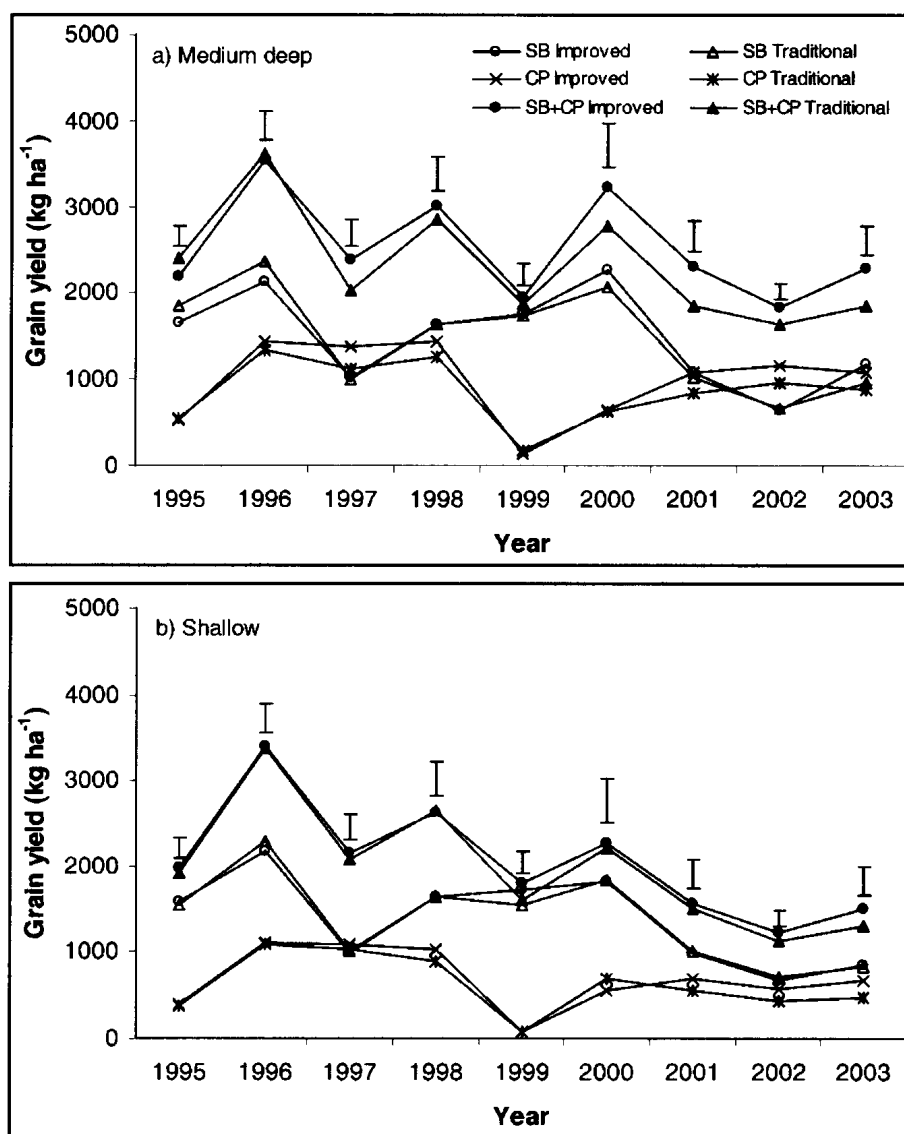 5000
a) Medium deep
SB Improved
SB Traditional
CP Improved
CP Traditional
SB+CP Improved
SB+CP Traditional
4000
3000
2000
1000
0
Grain yield (kg ha⁻¹)
1995 1996 1997 1998 1999 2000 2001 2002 2003
Year
5000
b) Shallow
4000
3000
2000
1000
0
Grain yield (kg ha⁻¹)
1995 1996 1997 1998 1999 2000 2001 2002 2003
Year